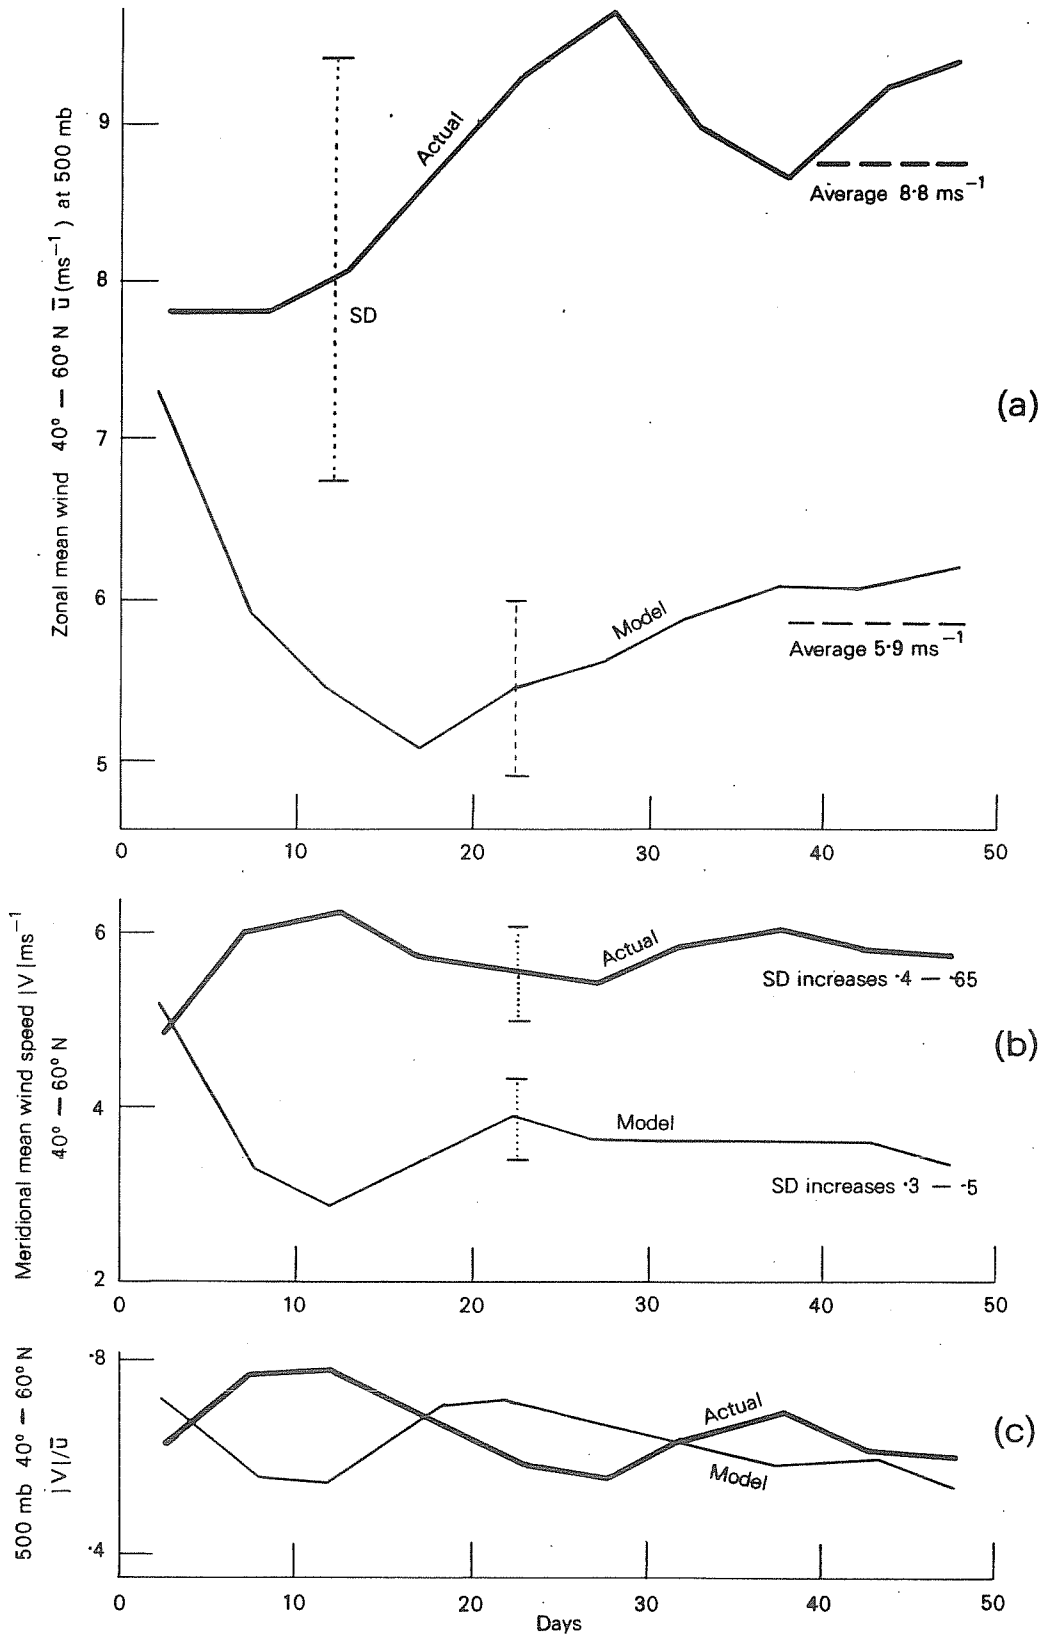 Zonal mean wind 40° — 60° N u̅ (ms⁻¹) at 500 mb
9
8
7
6
5
Actual
SD
Average 8·8 ms⁻¹
(a)
Model
Average 5·9 ms⁻¹
0 10 20 30 40 50
Meridional mean wind speed |V| ms⁻¹
40° — 60° N
6
4
2
Actual
SD increases ·4 — ·65
(b)
Model
SD increases ·3 — ·5
0 10 20 30 40 50
500 mb 40° — 60° N
|V|/u̅
·8
·4
Actual
Model
(c)
0 10 20 30 40 50
Days